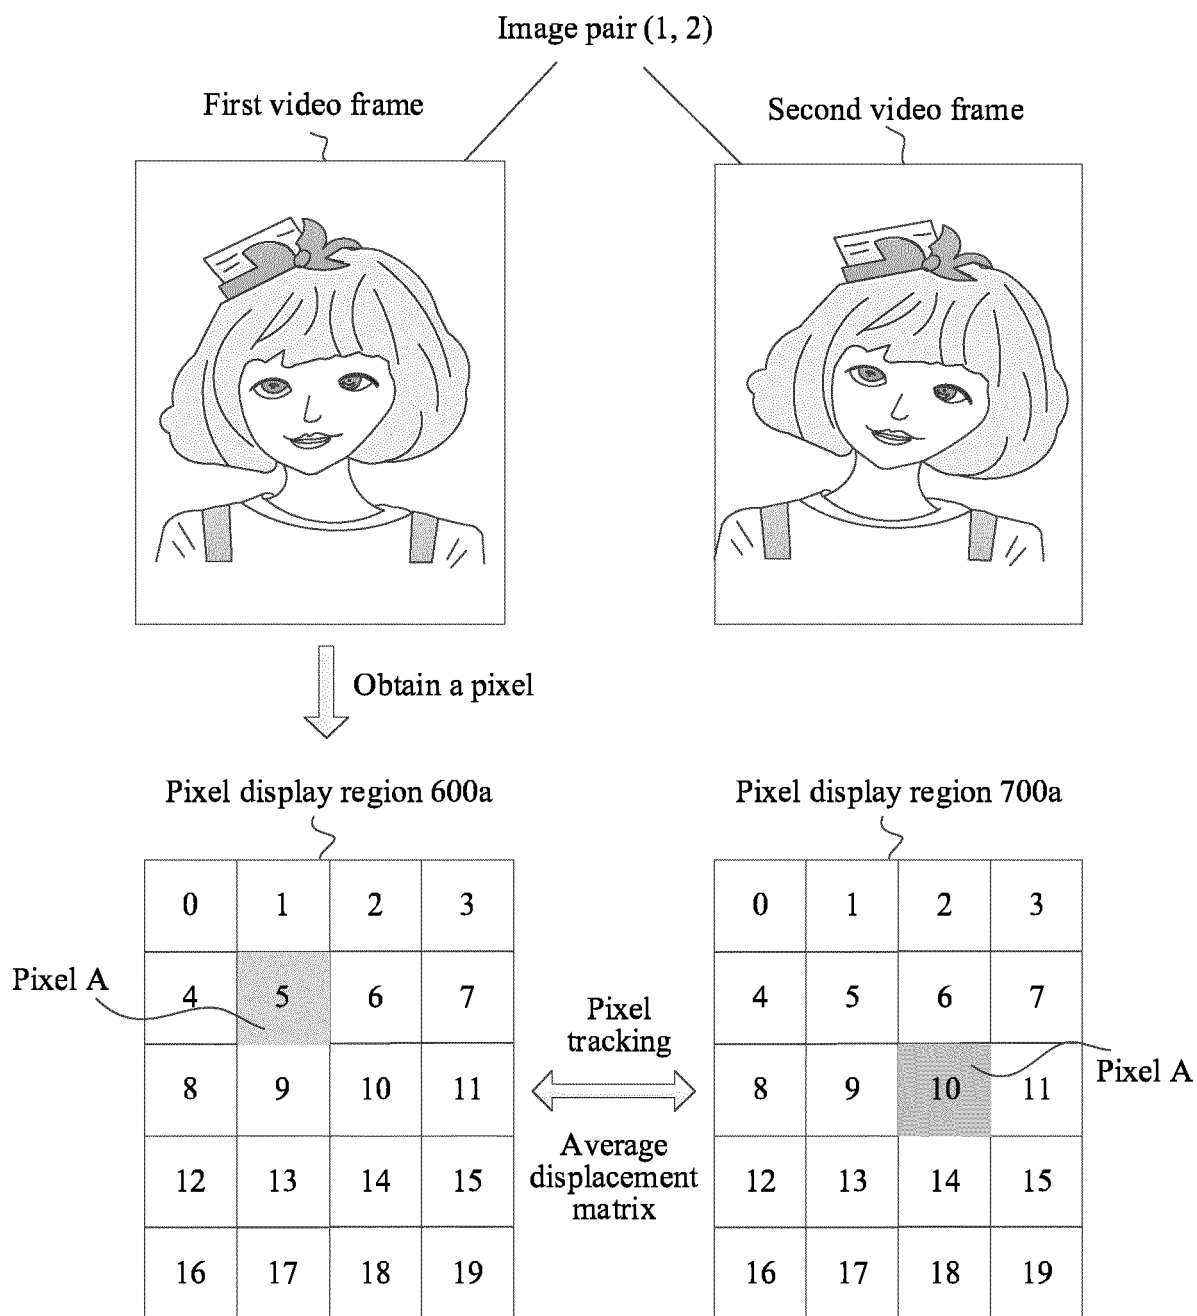 Image pair (1, 2)
First video frame
Second video frame
Obtain a pixel
Pixel display region 600a
Pixel display region 700a
0 1 2 3
4 5 6 7
8 9 10 11
12 13 14 15
16 17 18 19
Pixel A
Pixel
tracking
Average
displacement
matrix
0 1 2 3
4 5 6 7
8 9 10 11
12 13 14 15
16 17 18 19
Pixel A